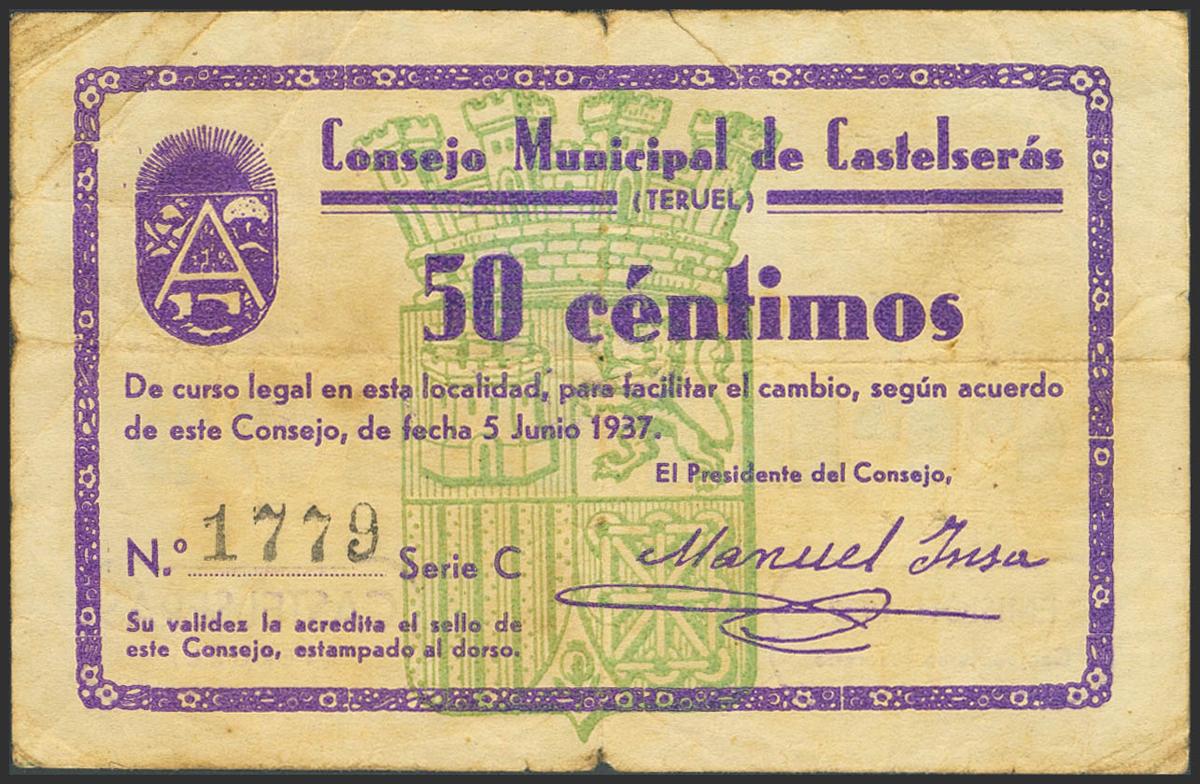 Consejo Municipal de Castelserás
(TERUEL)
50 céntimos
De curso legal en esta localidad, para facilitar el cambio, según acuerdo
de este Consejo, de fecha 5 Junio 1937.
El Presidente del Consejo,
N.º 1779 Serie C
Manuel Insa
Su validez la acredita el sello de
este Consejo, estampado al dorso.